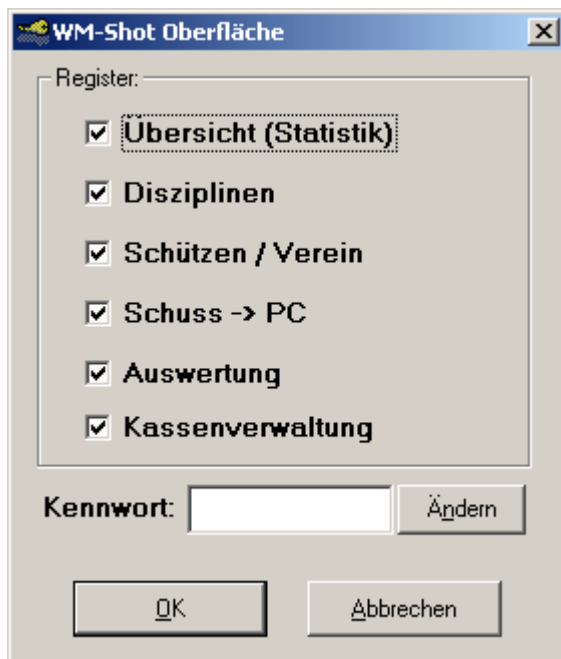 WM-Shot Oberfläche
Register:
Übersicht (Statistik)
Disziplinen
Schützen / Verein
Schuss -> PC
Auswertung
Kassenverwaltung
Kennwort: Ändern
OK Abbrechen